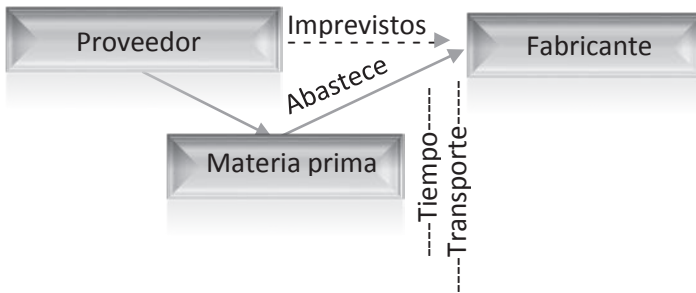 Proveedor
Imprevistos
Fabricante
Abastece
Materia prima
Tiempo
Transporte